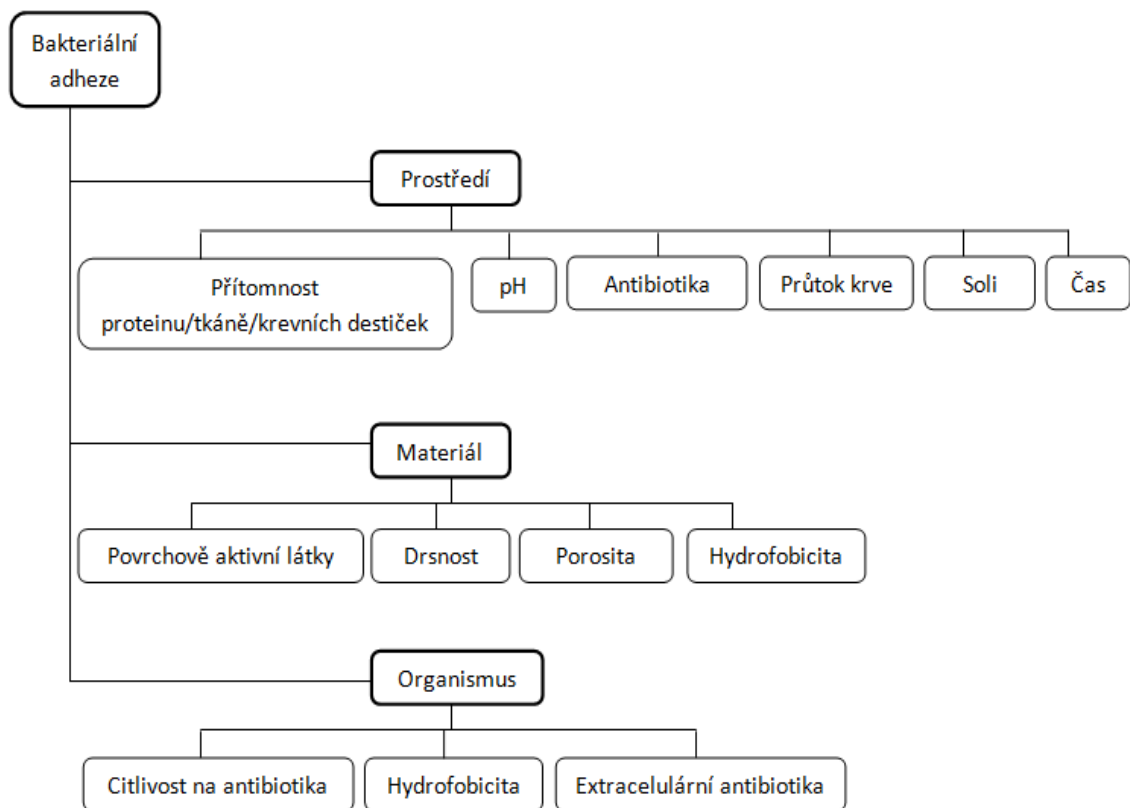 Bakteriální
adheze
Prostředí
Přítomnost
proteinu/tkáně/krevních destiček
pH
Antibiotika
Průtok krve
Soli
Čas
Materiál
Povrchově aktivní látky
Drsnost
Porosita
Hydrofobicita
Organismus
Citlivost na antibiotika
Hydrofobicita
Extracelulární antibiotika